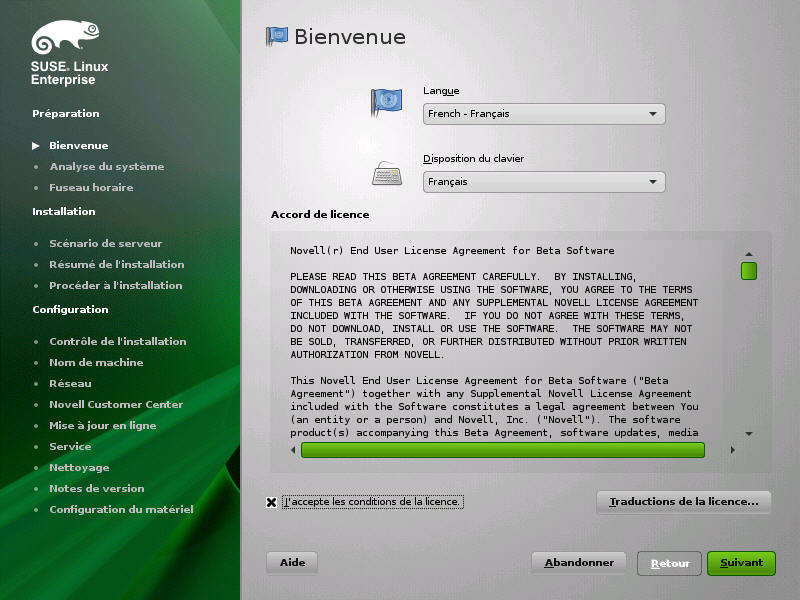 SUSE® Linux
Enterprise
Préparation
Bienvenue
Analyse du système
Fuseau horaire
Installation
Scénario de serveur
Résumé de l'installation
Procéder à l'installation
Configuration
Contrôle de l'installation
Nom de machine
Réseau
Novell Customer Center
Mise à jour en ligne
Service
Nettoyage
Notes de version
Configuration du matériel
Bienvenue
Langue
French - Français
Disposition du clavier
Français
Accord de licence
Novell(r) End User License Agreement for Beta Software
PLEASE READ THIS BETA AGREEMENT CAREFULLY.  BY INSTALLING,
DOWNLOADING OR OTHERWISE USING THE SOFTWARE, YOU AGREE TO THE TERMS
OF THIS BETA AGREEMENT AND ANY SUPPLEMENTAL NOVELL LICENSE AGREEMENT
INCLUDED WITH THE SOFTWARE.  IF YOU DO NOT AGREE WITH THESE TERMS,
DO NOT DOWNLOAD, INSTALL OR USE THE SOFTWARE.  THE SOFTWARE MAY NOT
BE SOLD, TRANSFERRED, OR FURTHER DISTRIBUTED WITHOUT PRIOR WRITTEN
AUTHORIZATION FROM NOVELL.
This Novell End User License Agreement for Beta Software ("Beta
Agreement") together with any Supplemental Novell License Agreement
included with the Software constitutes a legal agreement between You
(an entity or a person) and Novell, Inc. ("Novell"). The software
product(s) accompanying this Beta Agreement, software updates, media
J'accepte les conditions de la licence.
Traductions de la licence...
Aide
Abandonner
Retour
Suivant